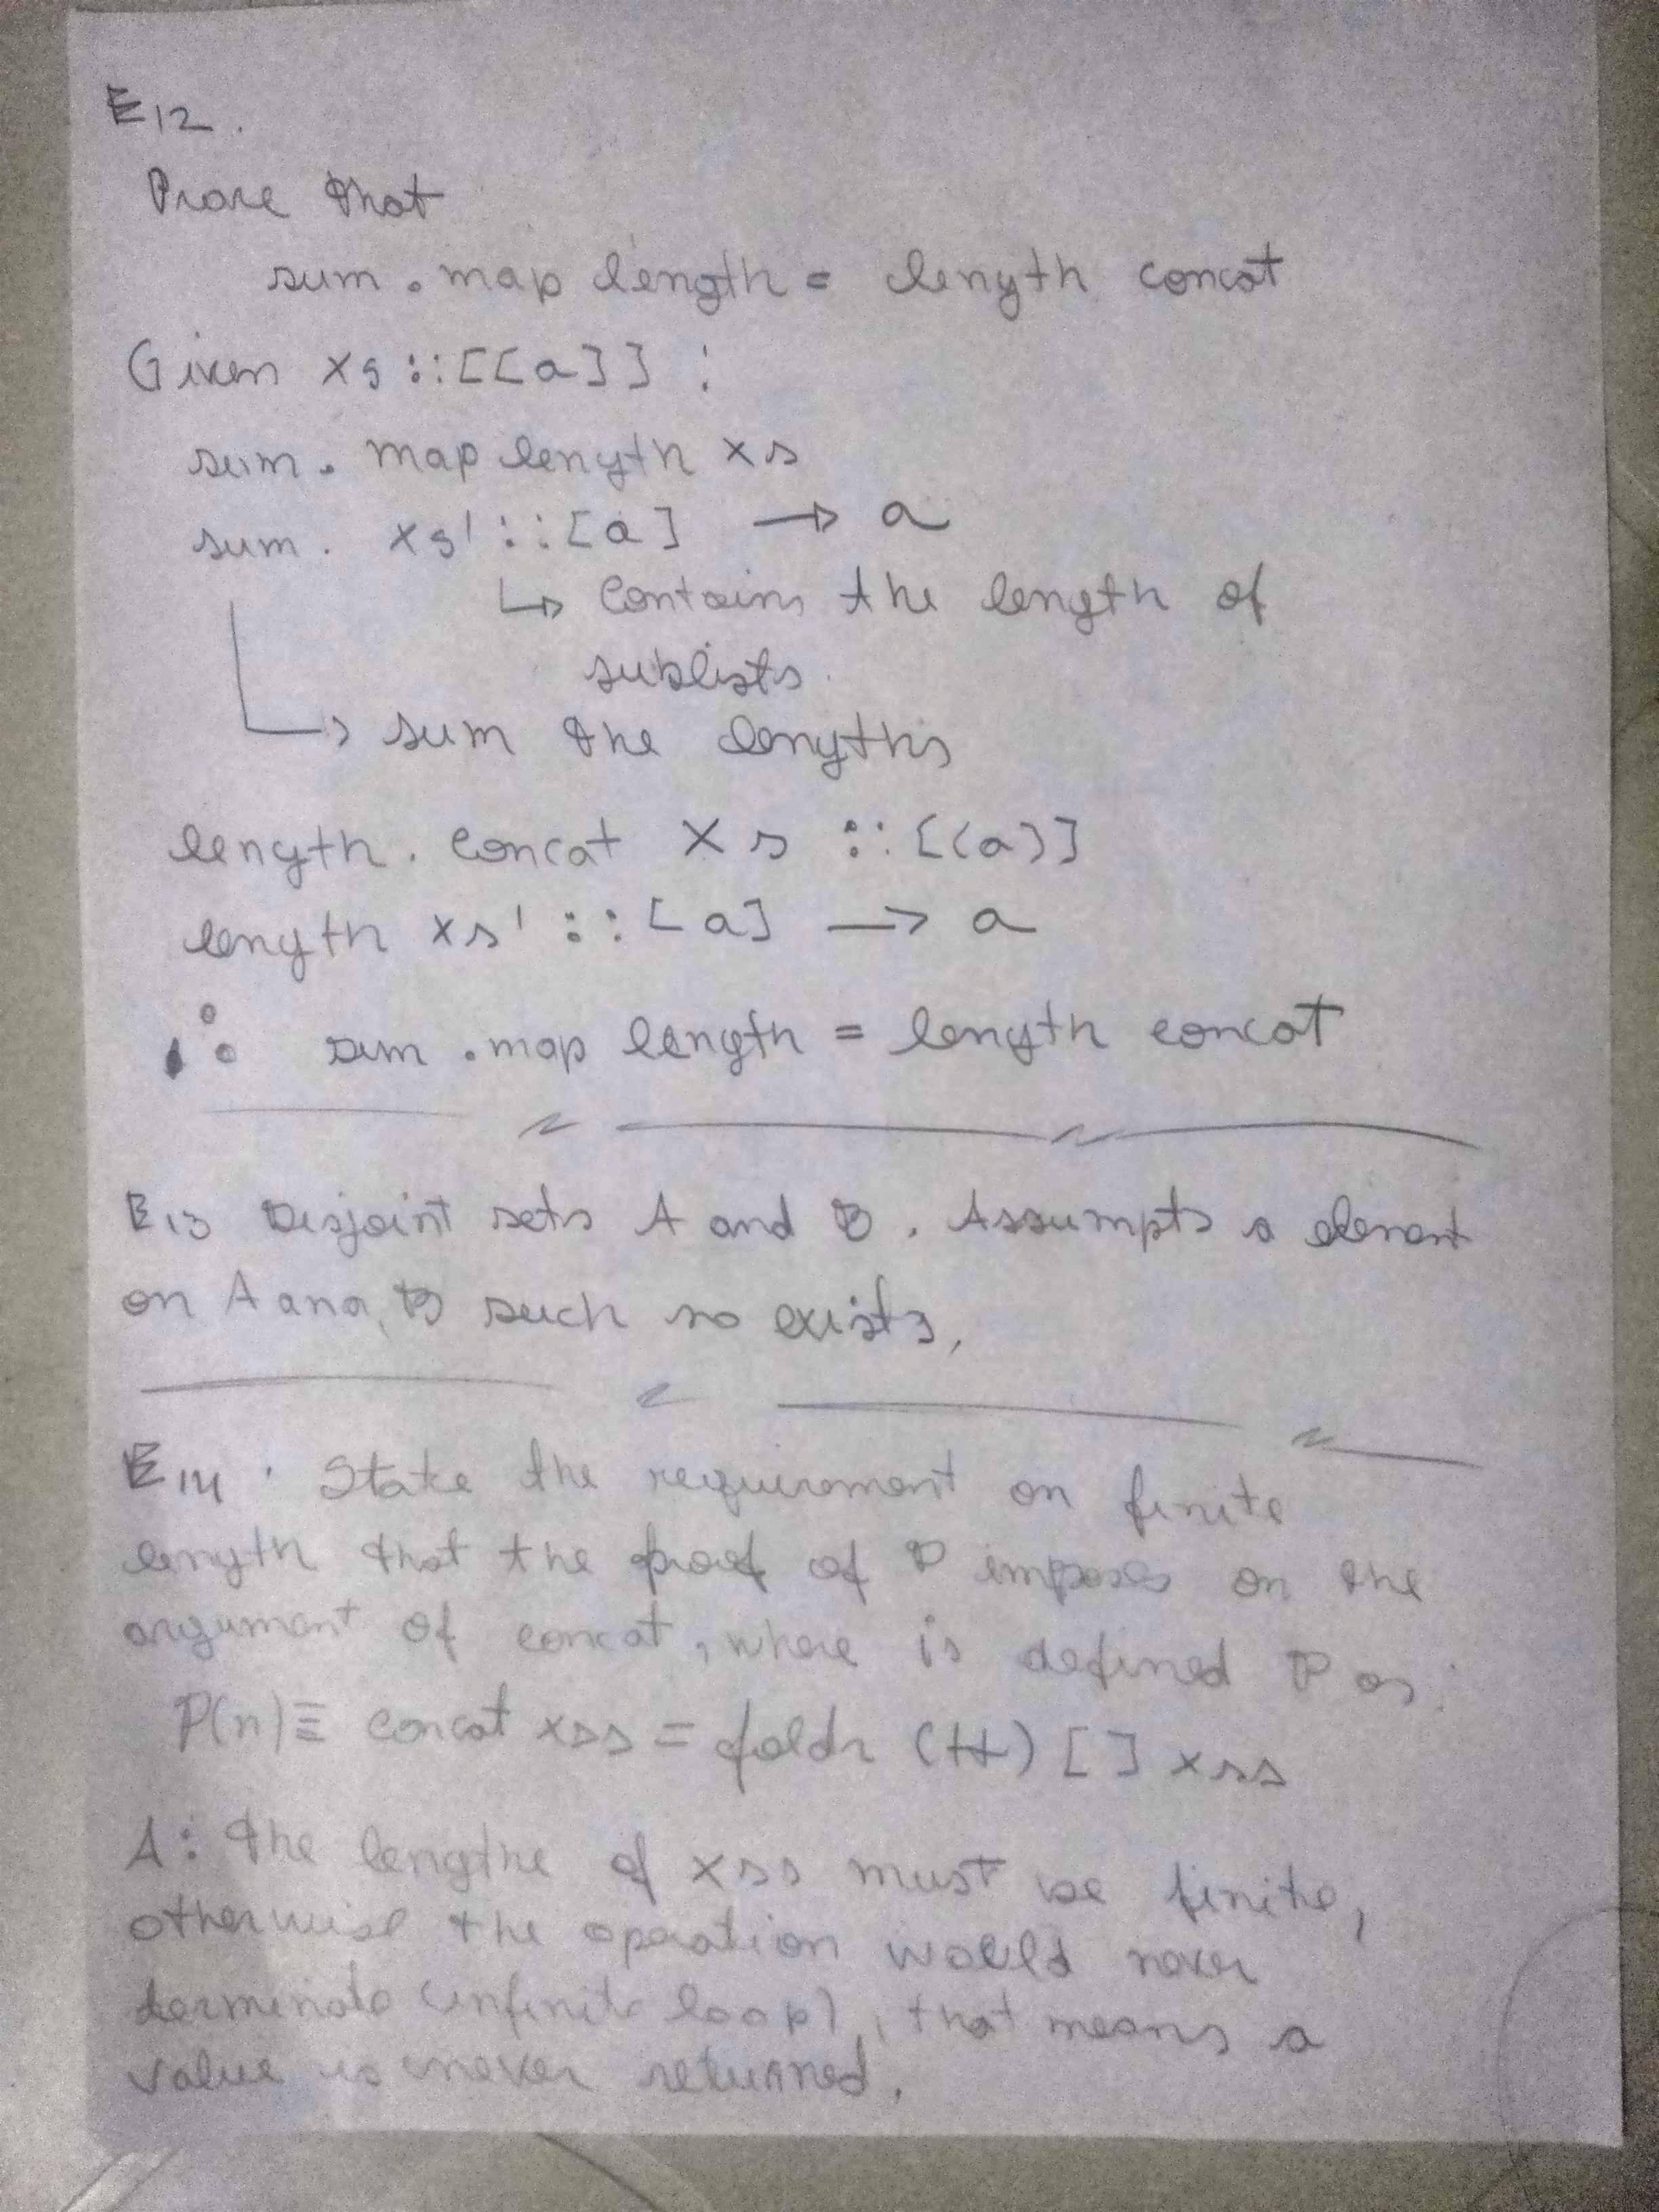 E12.
Prove that
sum . map length = length concat
Given xs :: [[a]] :
sum . map length xs
sum . xs' :: [a] → a
↳ Contains the length of
sublists.
↳ sum the lengths
length . concat xs :: [[a]]
length xs' :: [a] → a
∴ sum . map length = length concat
E13 Disjoint sets A and B. Assumpts a element
on A and B such no exists,
E14. State the requirement on finite
length that the proof of P imposes on the
argument of concat, where is defined P as:
P(n) ≡ concat xss = foldr (++) [] xss
A: the lengthe of xss must be finite,
otherwise the operation would never
terminate (infinite loop), that means a
value is never returned.